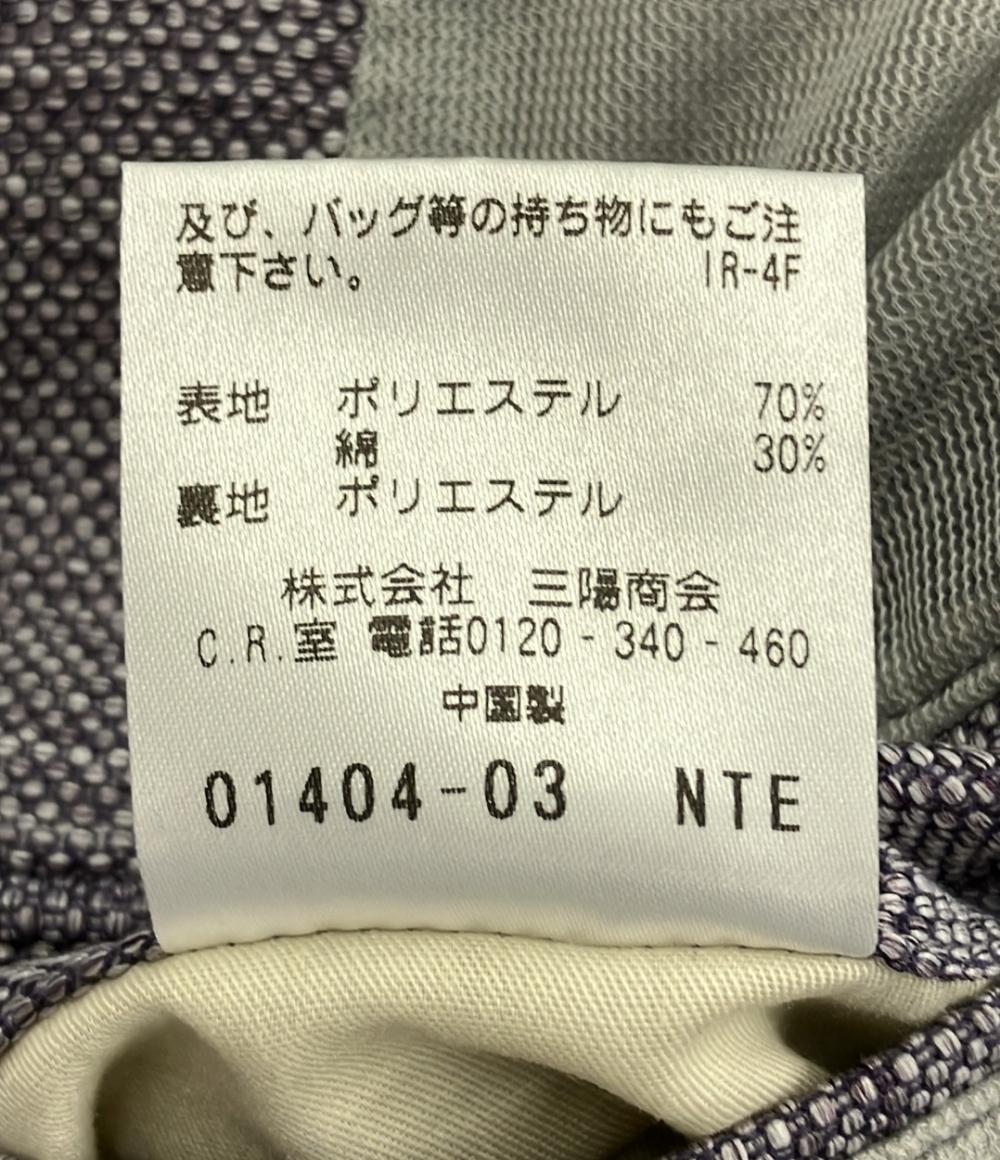 及び、バッグ等の持ち物にもご注
意下さい。 IR-4F
表地 ポリエステル 70%
綿 30%
裏地 ポリエステル
株式会社 三陽商会
C.R.室 電話0120-340-460
中国製
01404-03 NTE